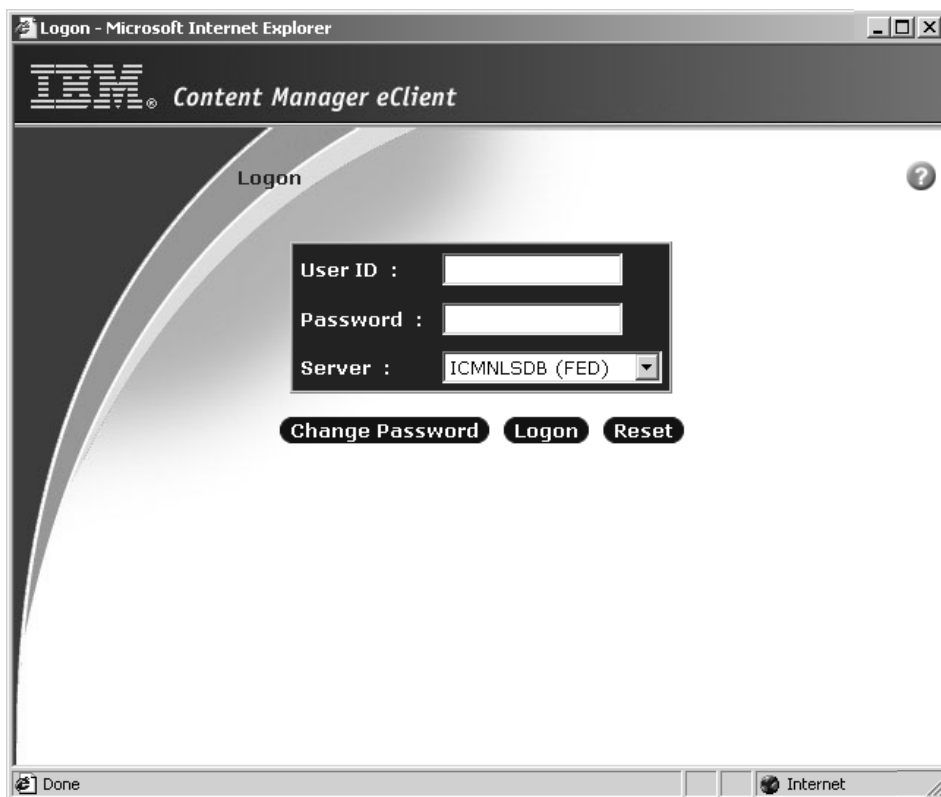 Logon - Microsoft Internet Explorer
IBM® Content Manager eClient
Logon
?
User ID :
Password :
Server : ICMNLSDB (FED)
Change Password Logon Reset
Done Internet